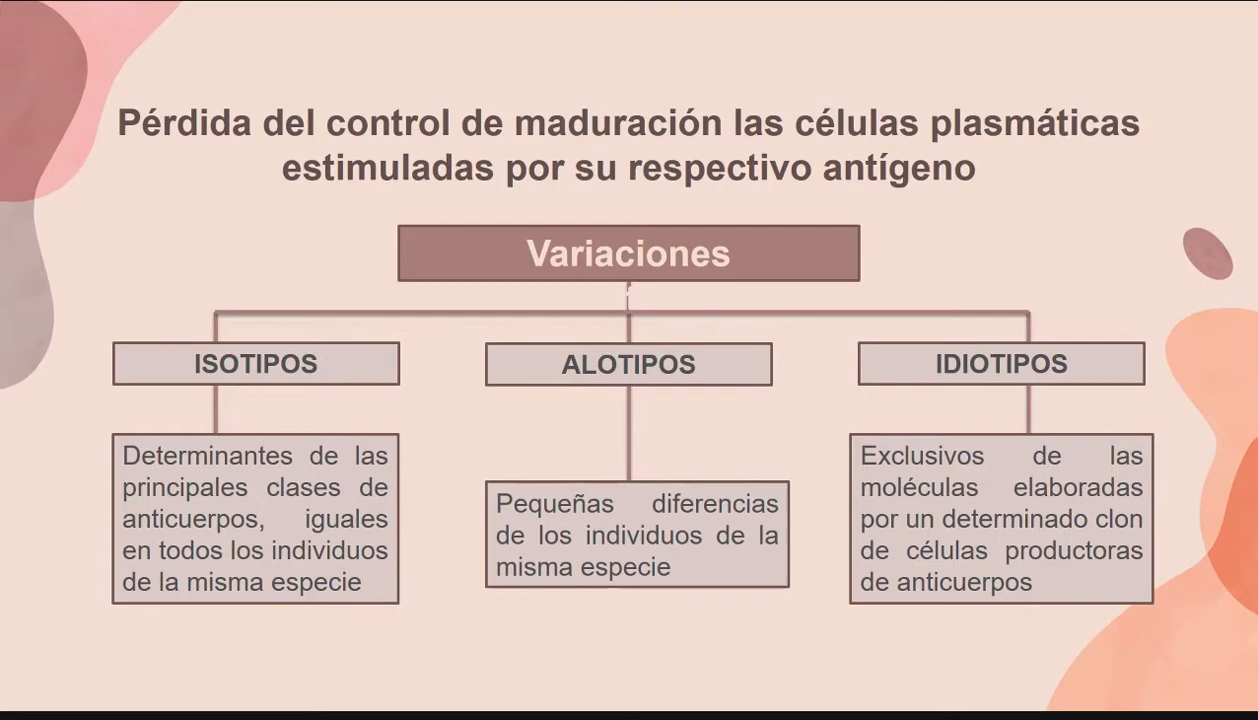 Pérdida del control de maduración las células plasmáticas
estimuladas por su respectivo antígeno
Variaciones
ISOTIPOS
ALOTIPOS
IDIOTIPOS
Determinantes de las
principales clases de
anticuerpos, iguales
en todos los individuos
de la misma especie
Pequeñas diferencias
de los individuos de la
misma especie
Exclusivos de las
moléculas elaboradas
por un determinado clon
de células productoras
de anticuerpos